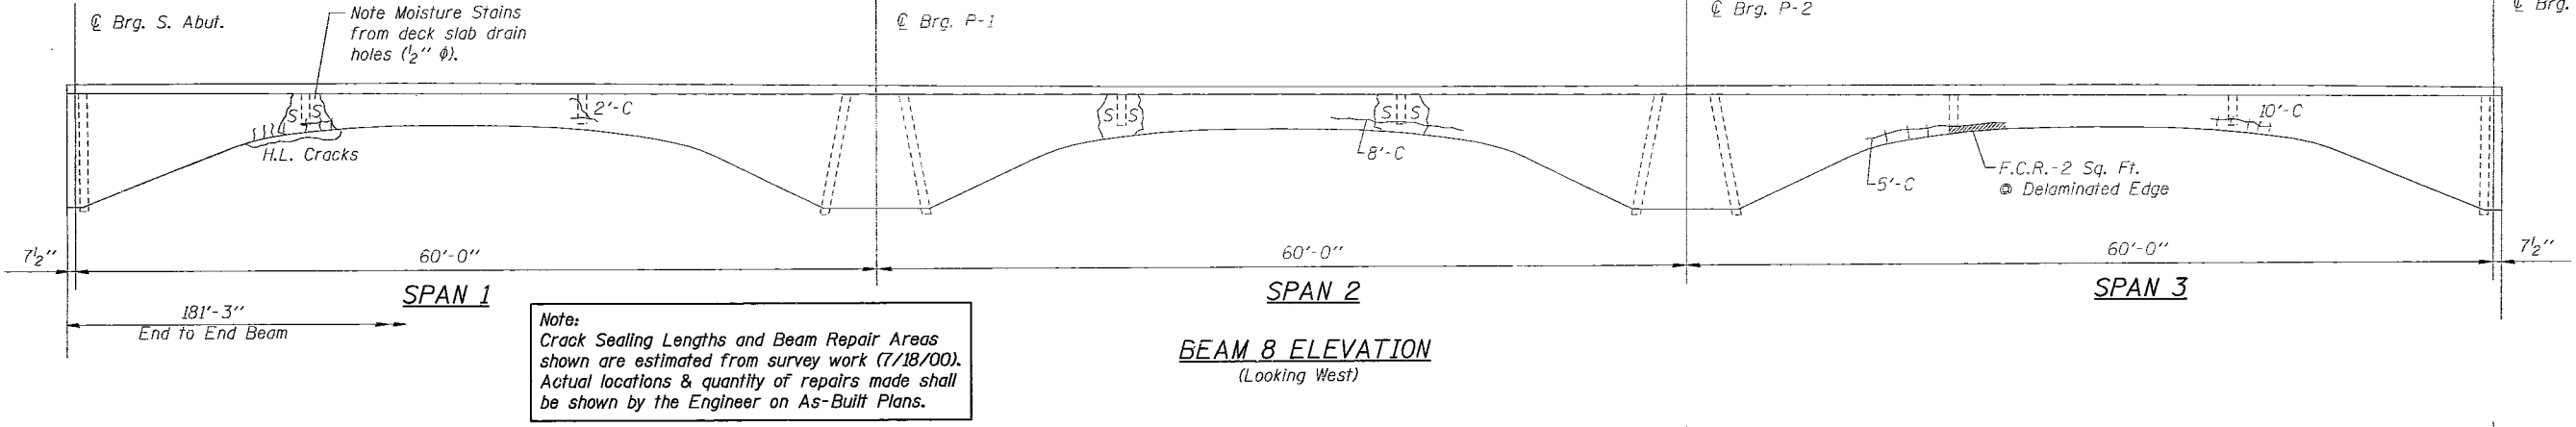 ℄ Brg. S. Abut.
Note Moisture Stains
from deck slab drain
holes (1/2" ϕ).
℄ Brg. P-1
℄ Brg. P-2
℄ Brg.
S S
2'-C
H.L. Cracks
S S
S S
8'-C
10'-C
5'-C
F.C.R.-2 Sq. Ft.
@ Delaminated Edge
7 1/2"
60'-0"
60'-0"
60'-0"
7 1/2"
SPAN 1
SPAN 2
SPAN 3
181'-3"
End to End Beam
Note:
Crack Sealing Lengths and Beam Repair Areas
shown are estimated from survey work (7/18/00).
Actual locations & quantity of repairs made shall
be shown by the Engineer on As-Built Plans.
BEAM 8 ELEVATION
(Looking West)